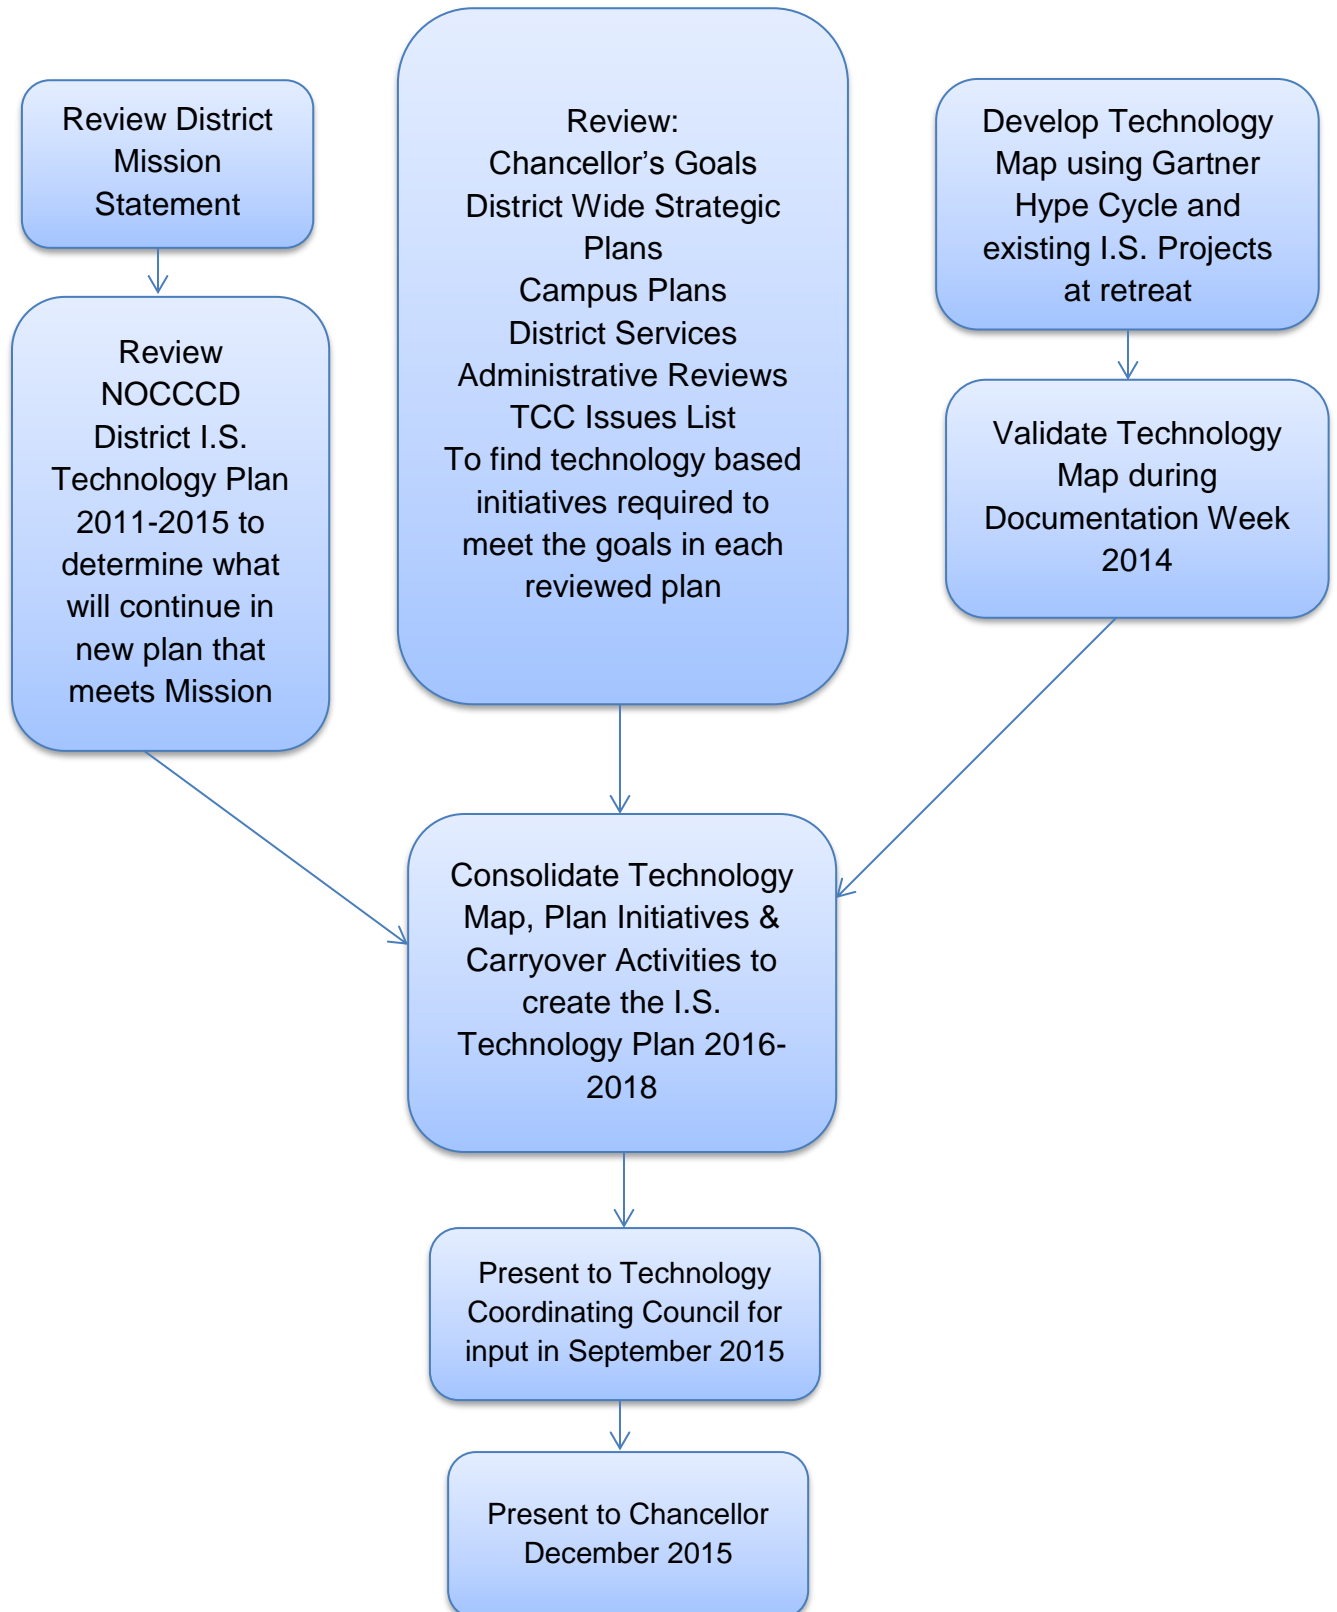 Review District
Mission
Statement
Review
NOCCCD
District I.S.
Technology Plan
2011-2015 to
determine what
will continue in
new plan that
meets Mission
Review:
Chancellor’s Goals
District Wide Strategic
Plans
Campus Plans
District Services
Administrative Reviews
TCC Issues List
To find technology based
initiatives required to
meet the goals in each
reviewed plan
Develop Technology
Map using Gartner
Hype Cycle and
existing I.S. Projects
at retreat
Validate Technology
Map during
Documentation Week
2014
Consolidate Technology
Map, Plan Initiatives &
Carryover Activities to
create the I.S.
Technology Plan 2016-
2018
Present to Technology
Coordinating Council for
input in September 2015
Present to Chancellor
December 2015